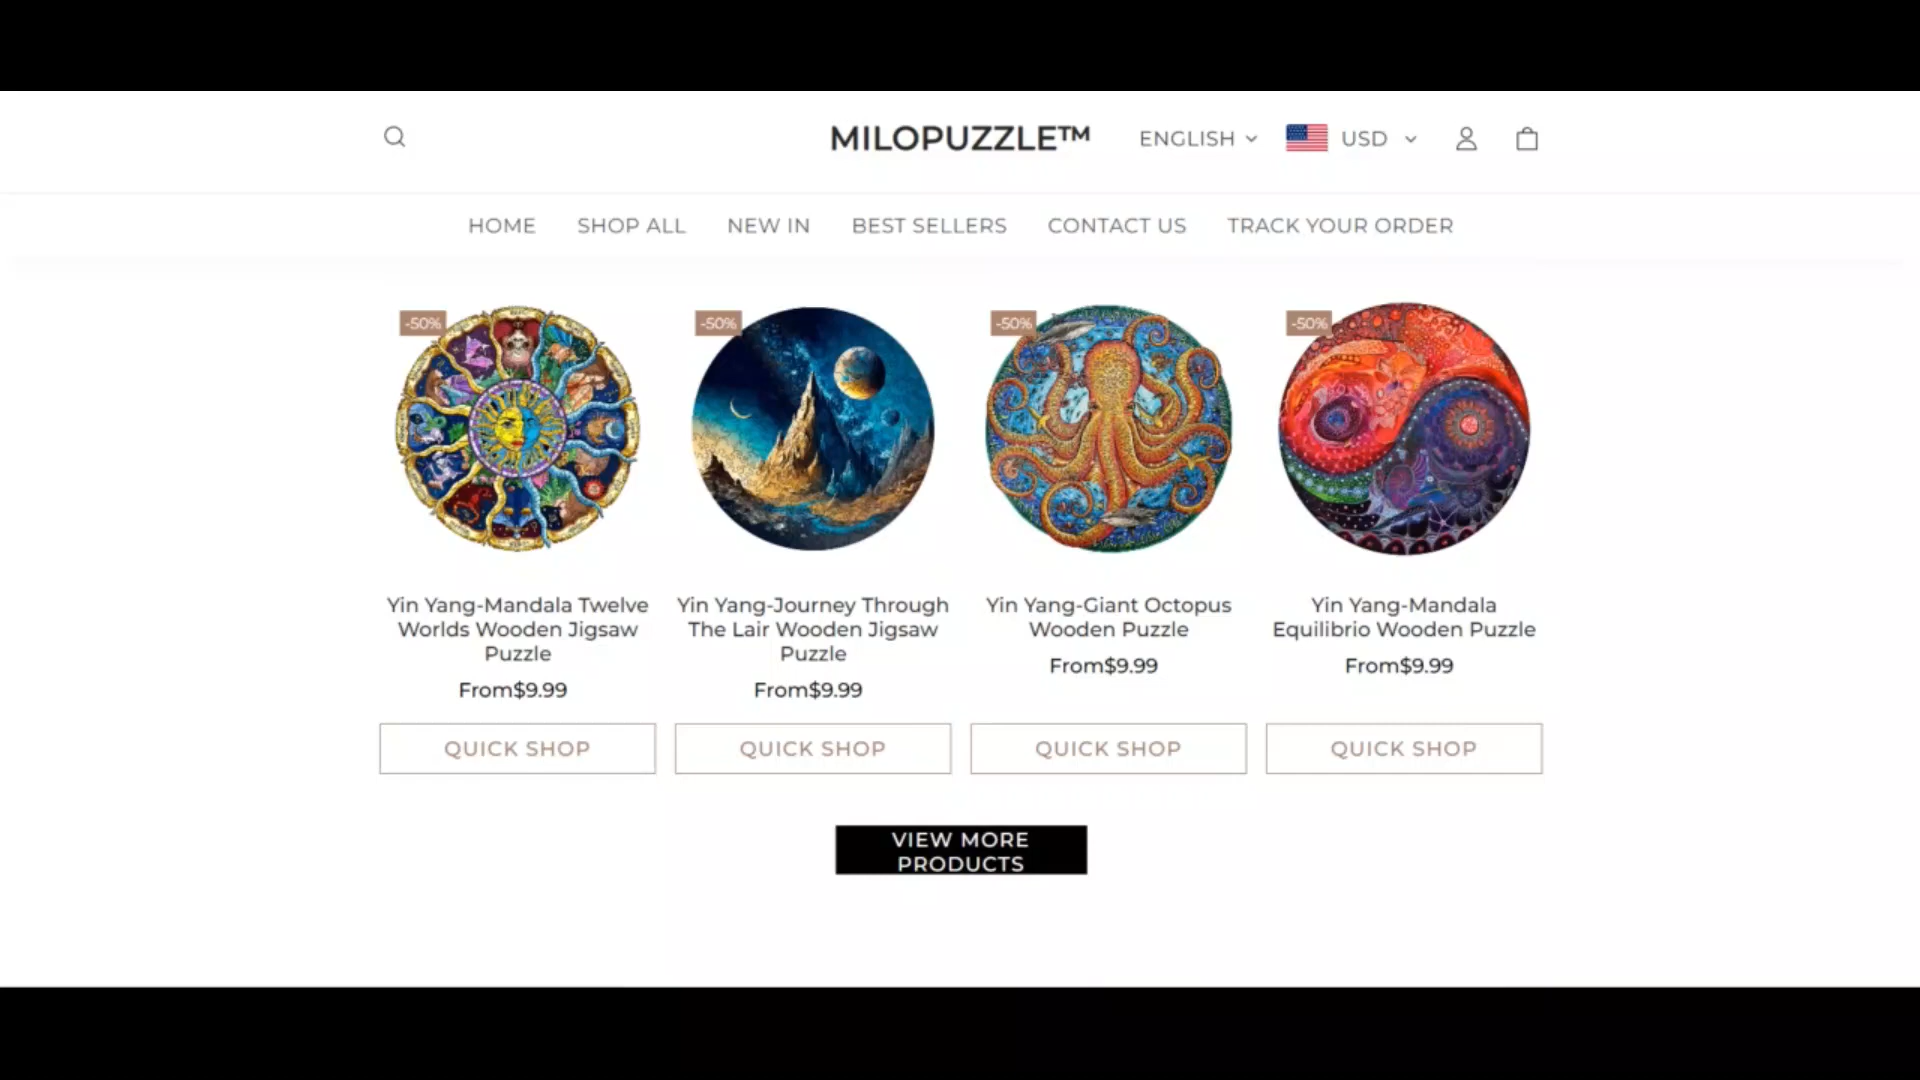 MILOPUZZLE™
ENGLISH
USD
HOME
SHOP ALL
NEW IN
BEST SELLERS
CONTACT US
TRACK YOUR ORDER
-50%
-50%
-50%
-50%
Yin Yang-Mandala Twelve
Worlds Wooden Jigsaw
Puzzle
From$9.99
QUICK SHOP
Yin Yang-Journey Through
The Lair Wooden Jigsaw
Puzzle
From$9.99
QUICK SHOP
Yin Yang-Giant Octopus
Wooden Puzzle
From$9.99
QUICK SHOP
Yin Yang-Mandala
Equilibrio Wooden Puzzle
From$9.99
QUICK SHOP
VIEW MORE
PRODUCTS